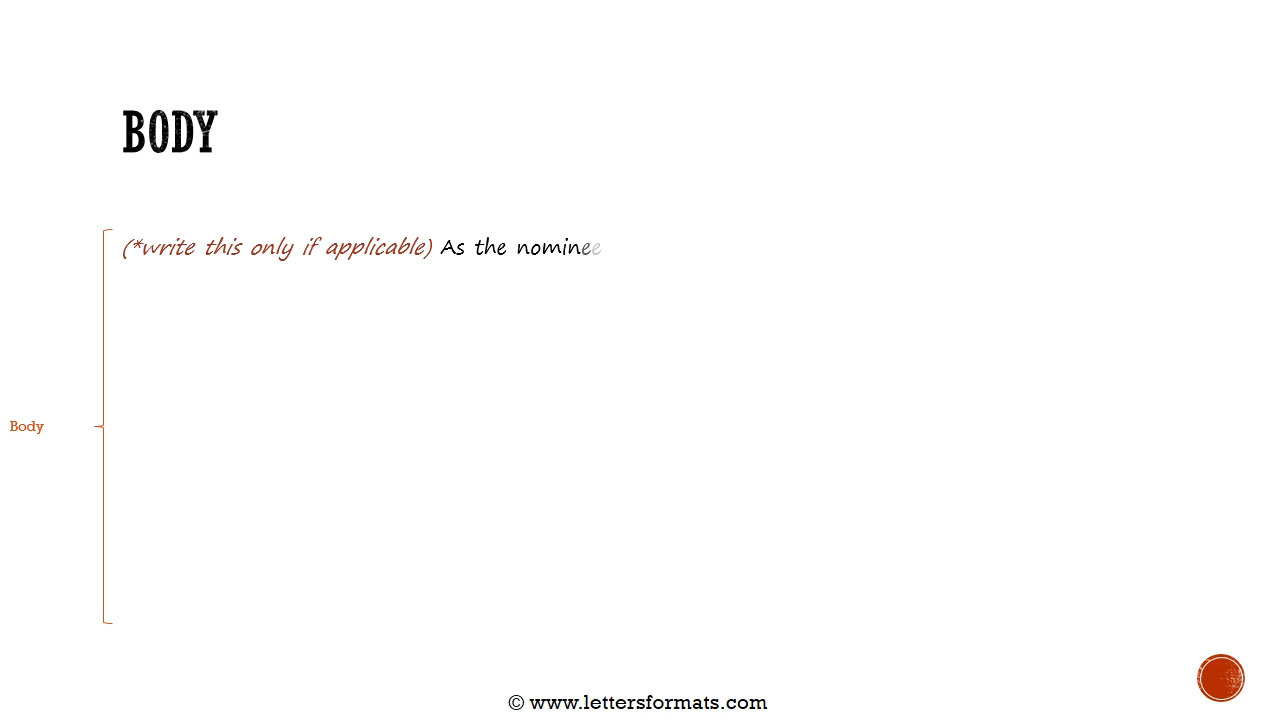 BODY
(*write this only if applicable) As the nominee
Body
© www.lettersformats.com